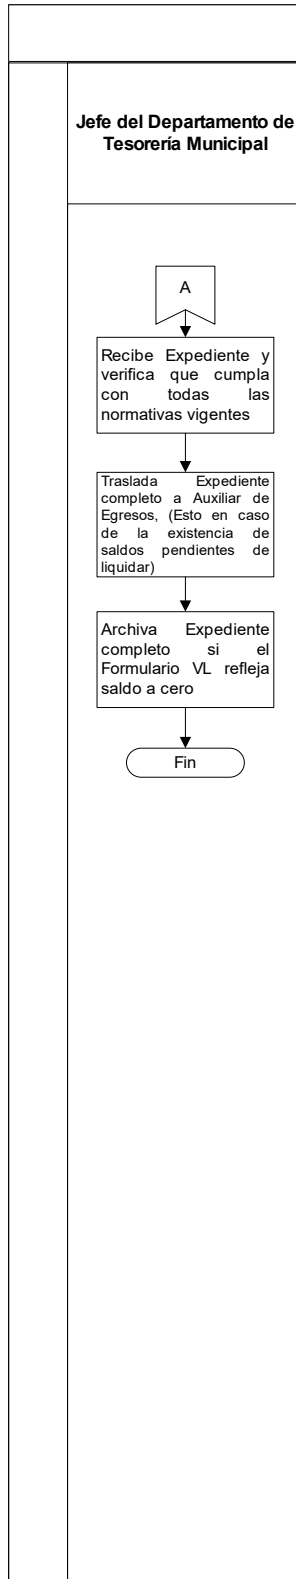 Jefe del Departamento de
Tesorería Municipal
A
Recibe Expediente y
verifica que cumpla
con todas las
normativas vigentes
Traslada Expediente
completo a Auxiliar de
Egresos, (Esto en caso
de la existencia de
saldos pendientes de
liquidar)
Archiva Expediente
completo si el
Formulario VL refleja
saldo a cero
Fin